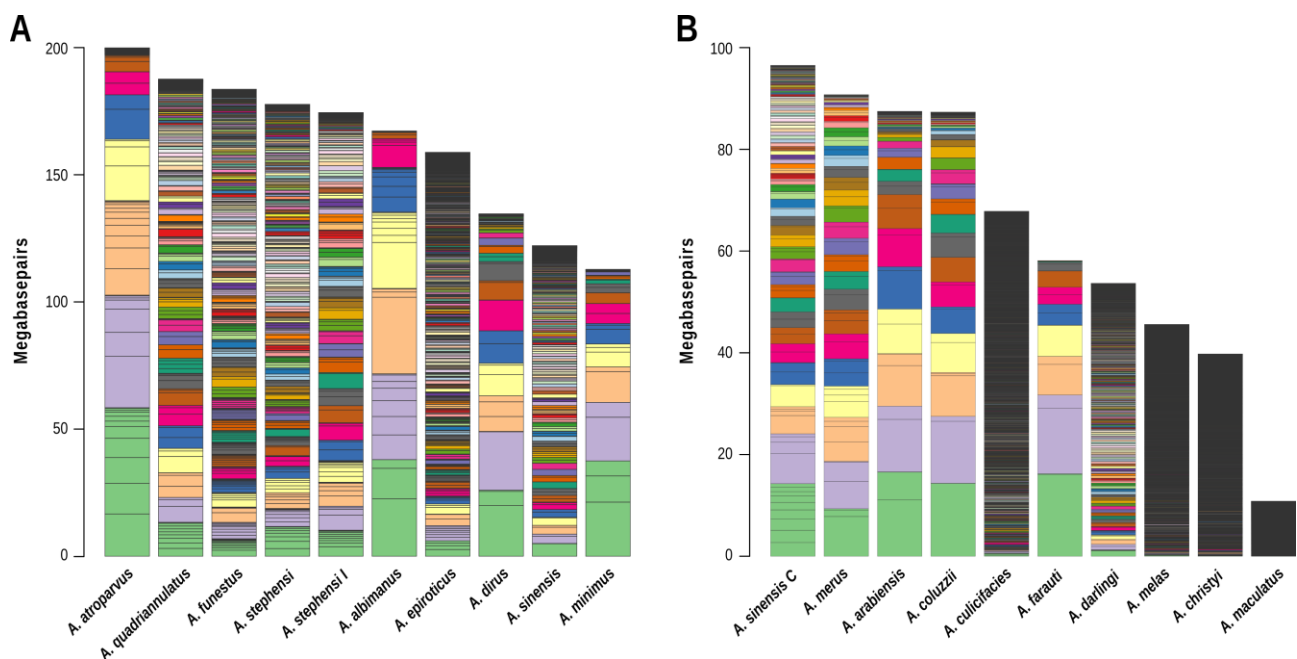 A
B
Megabasepairs
200
150
100
50
0
A. atroparvus
A. quadriannulatus
A. funestus
A. stephensi
A. stephensi I
A. albimanus
A. epiroticus
A. dirus
A. sinensis
A. minimus
Megabasepairs
100
80
60
40
20
0
A. sinensis C
A. merus
A. arabiensis
A. coluzzii
A. culicifacies
A. farauti
A. darlingi
A. melas
A. christyi
A. maculatus